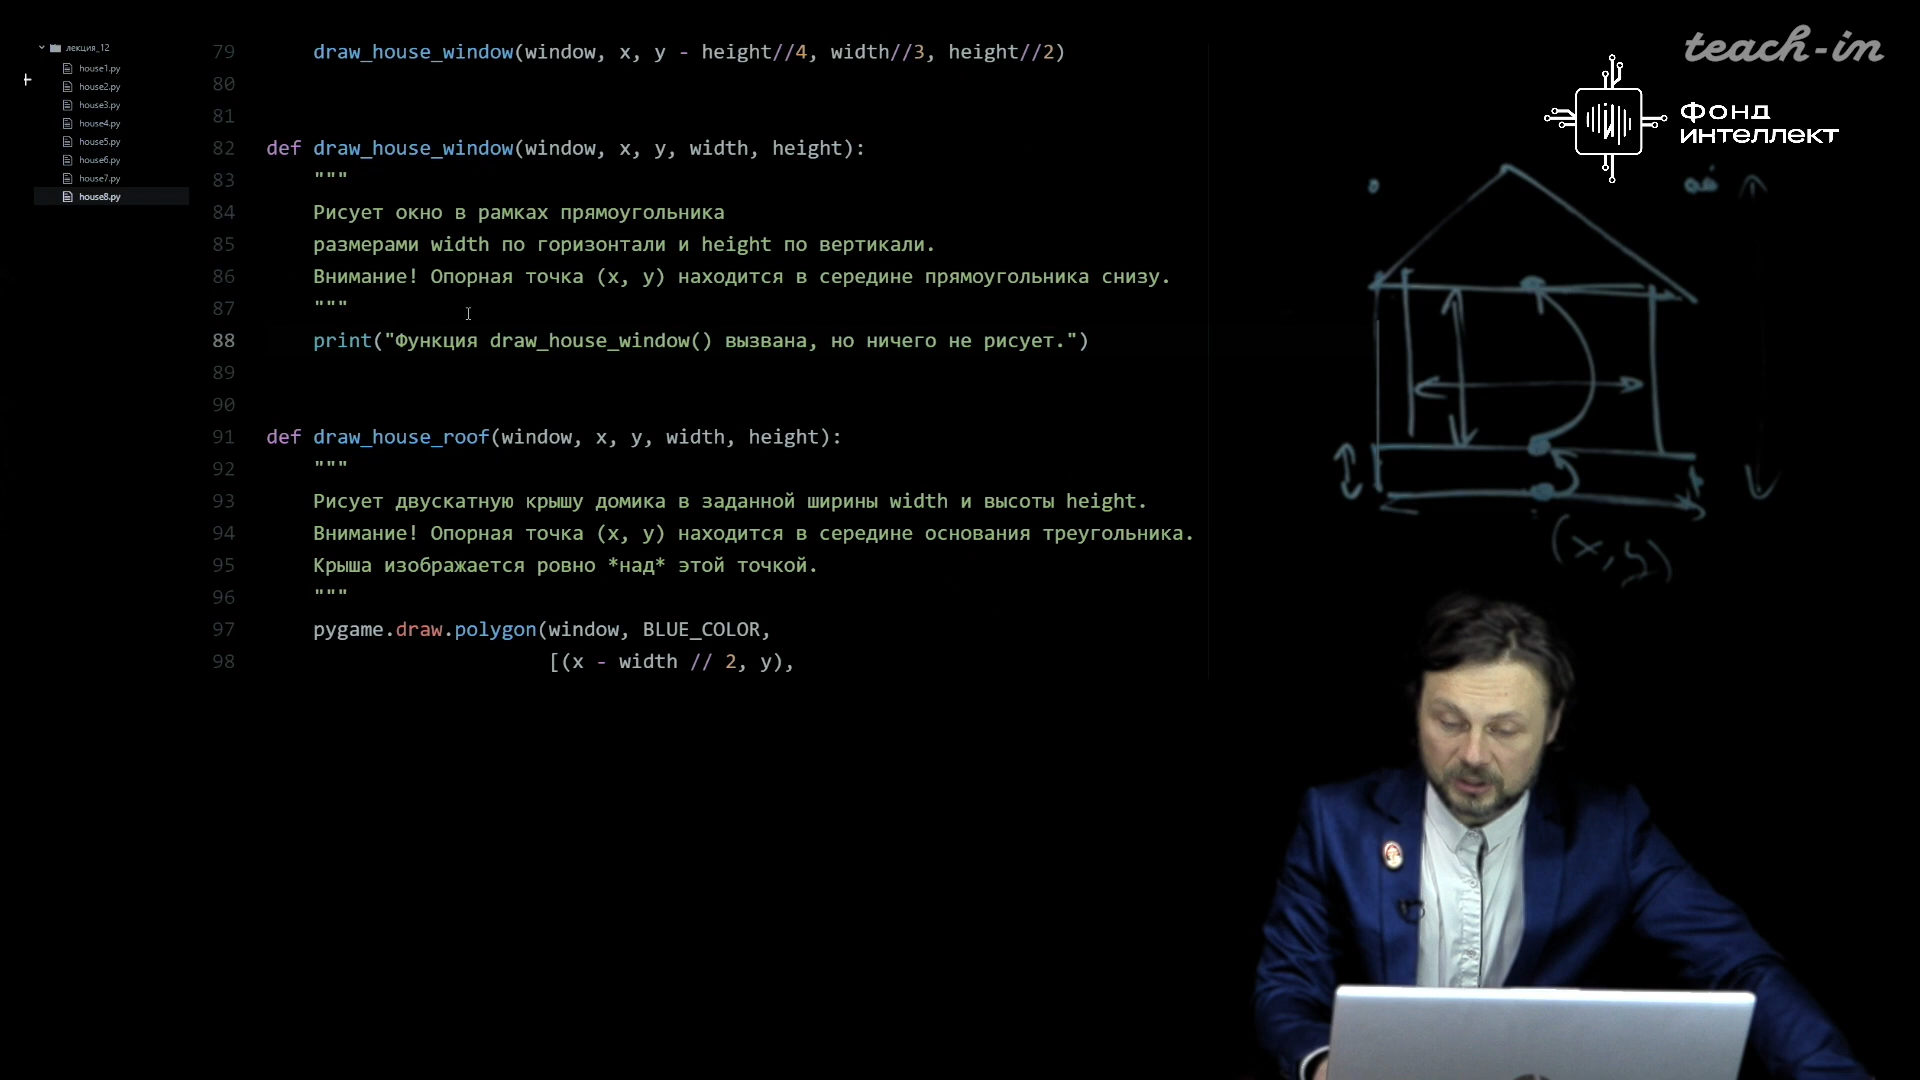 лекция_12
house1.py
house2.py
house3.py
house4.py
house5.py
house6.py
house7.py
house8.py
79 draw_house_window(window, x, y - height//4, width//3, height//2)
80
81
82 def draw_house_window(window, x, y, width, height):
83 """
84 Рисует окно в рамках прямоугольника
85 размерами width по горизонтали и height по вертикали.
86 Внимание! Опорная точка (x, y) находится в середине прямоугольника снизу.
87 """
88 print("Функция draw_house_window() вызвана, но ничего не рисует.")
89
90
91 def draw_house_roof(window, x, y, width, height):
92 """
93 Рисует двускатную крышу домика в заданной ширины width и высоты height.
94 Внимание! Опорная точка (x, y) находится в середине основания треугольника.
95 Крыша изображается ровно *над* этой точкой.
96 """
97 pygame.draw.polygon(window, BLUE_COLOR,
98 [(x - width // 2, y),
teach-in
ФОНД
ИНТЕЛЛЕКТ
(x,y)